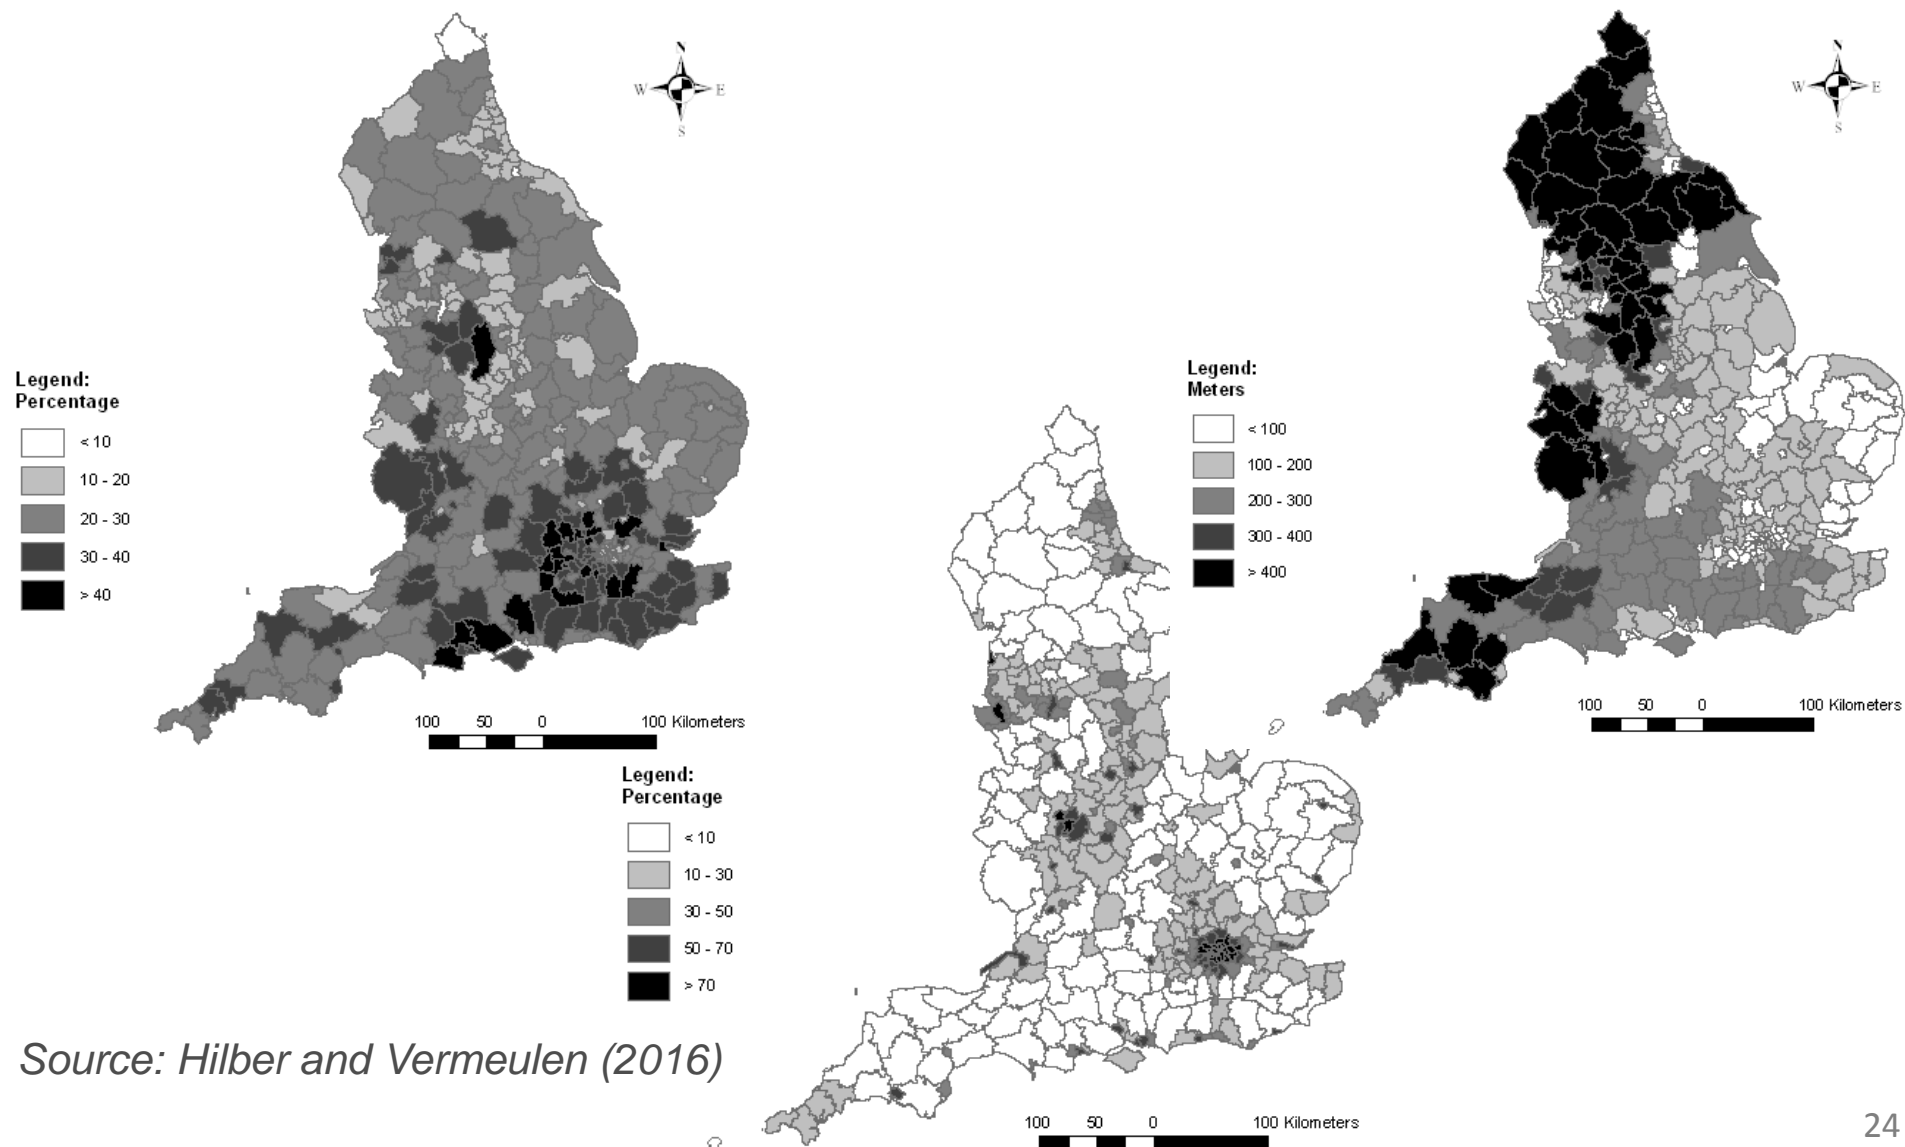 N
W E
S
Legend:
Percentage
< 10
10 - 20
20 - 30
30 - 40
> 40
100 50 0 100 Kilometers
N
W E
S
Legend:
Meters
< 100
100 - 200
200 - 300
300 - 400
> 400
100 50 0 100 Kilometers
Legend:
Percentage
< 10
10 - 30
30 - 50
50 - 70
> 70
100 50 0 100 Kilometers
Source: Hilber and Vermeulen (2016)
24